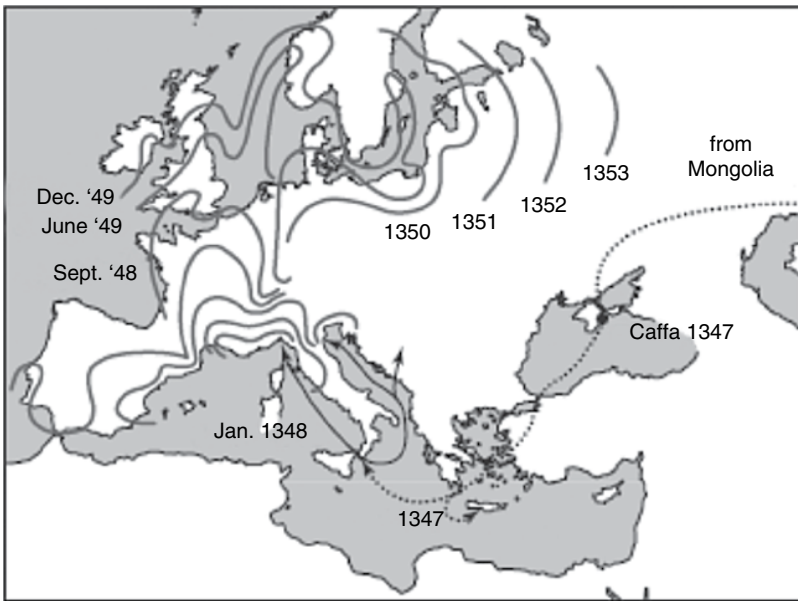 from
Mongolia
1353
Dec. ‘49
1352
1351
June ‘49
1350
Sept. ‘48
Caffa 1347
Jan. 1348
1347